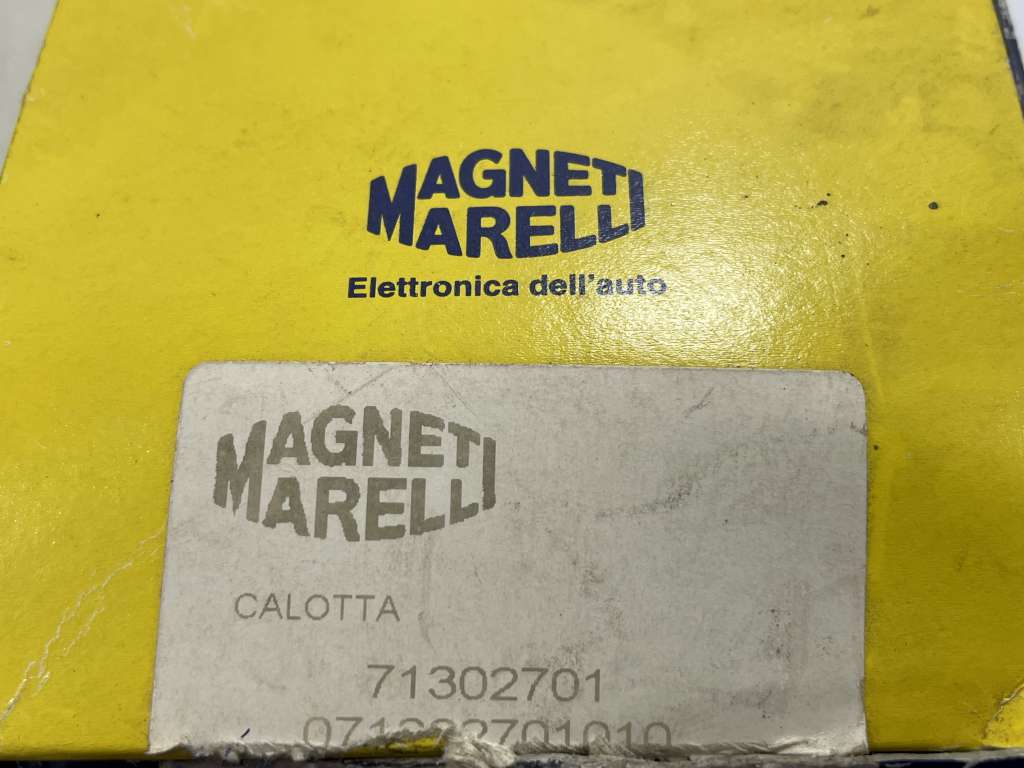 MAGNETI
MARELLI
Elettronica dell'auto
MAGNETI
MARELLI
CALOTTA
71302701